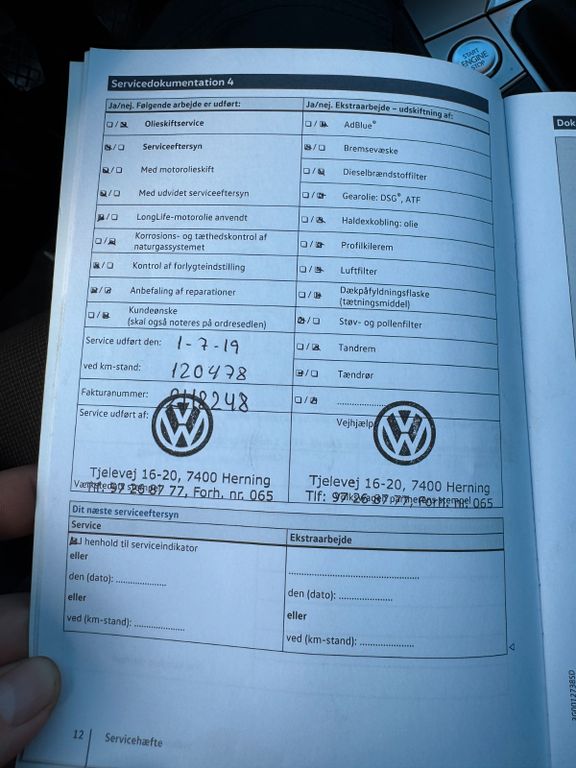 START
ENGINE
STOP
Servicedokumentation 4
Ja/nej. Følgende arbejde er udført:
Ja/nej. Ekstraarbejde – udskiftning af:
Olieskiftservice
AdBlue®
Serviceeftersyn
Bremsevæske
Med motorolieskift
Dieselbrændstoffilter
Med udvidet serviceeftersyn
Gearolie: DSG®, ATF
LongLife-motorolie anvendt
Haldexkobling: olie
Korrosions- og tæthedskontrol af
naturgassystemet
Profilkilerem
Kontrol af forlygteindstilling
Luftfilter
Anbefaling af reparationer
Dækpåfyldningsflaske
(tætningsmiddel)
Kundeønske
(skal også noteres på ordresedlen)
Støv- og pollenfilter
Service udført den: 1-7-19
Tandrem
ved km-stand: 120478
Tændrør
Fakturanummer:
Service udført af:
Vejhjælp
Tjelevej 16-20, 7400 Herning
Tlf: 97 26 87 77, Forh. nr. 065
Tjelevej 16-20, 7400 Herning
Tlf: 97 26 87 77, Forh. nr. 065
Dit næste serviceeftersyn
Service
Ekstraarbejde
I henhold til serviceindikator
eller
den (dato): ....................
den (dato): ....................
eller
eller
ved (km-stand): ....................
ved (km-stand): ....................
12
Servicehæfte
Dok
3G0012738SD